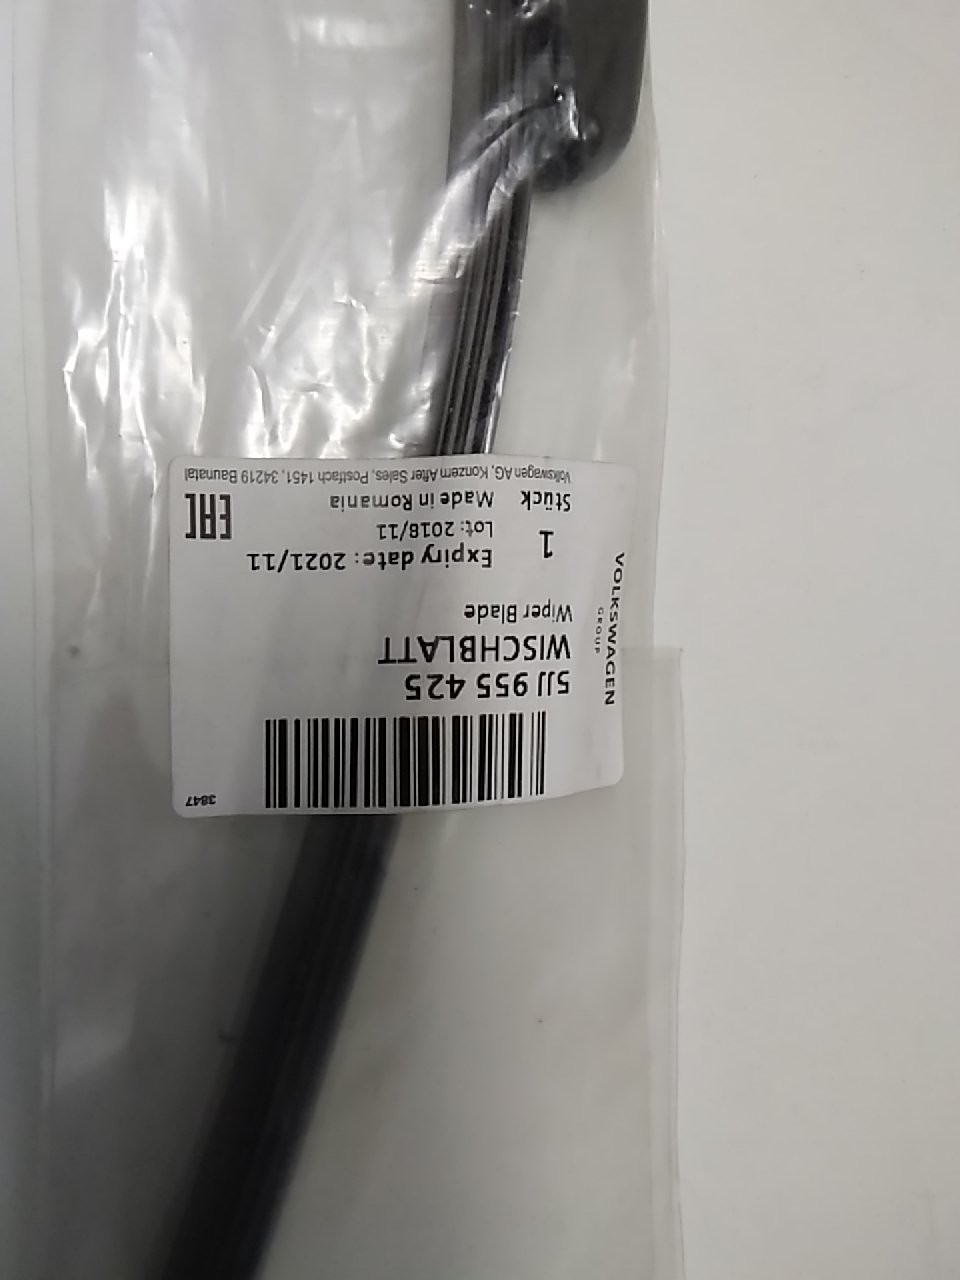 3847
5JJ 955 425
WISCHBLATT
Wiper Blade
VOLKSWAGEN
GROUP
1
Stück
Expiry date: 2021/11
Lot: 2018/11
Made in Romania
EAC
Volkswagen AG, Konzern After Sales, Postfach 1451, 34219 Baunatal